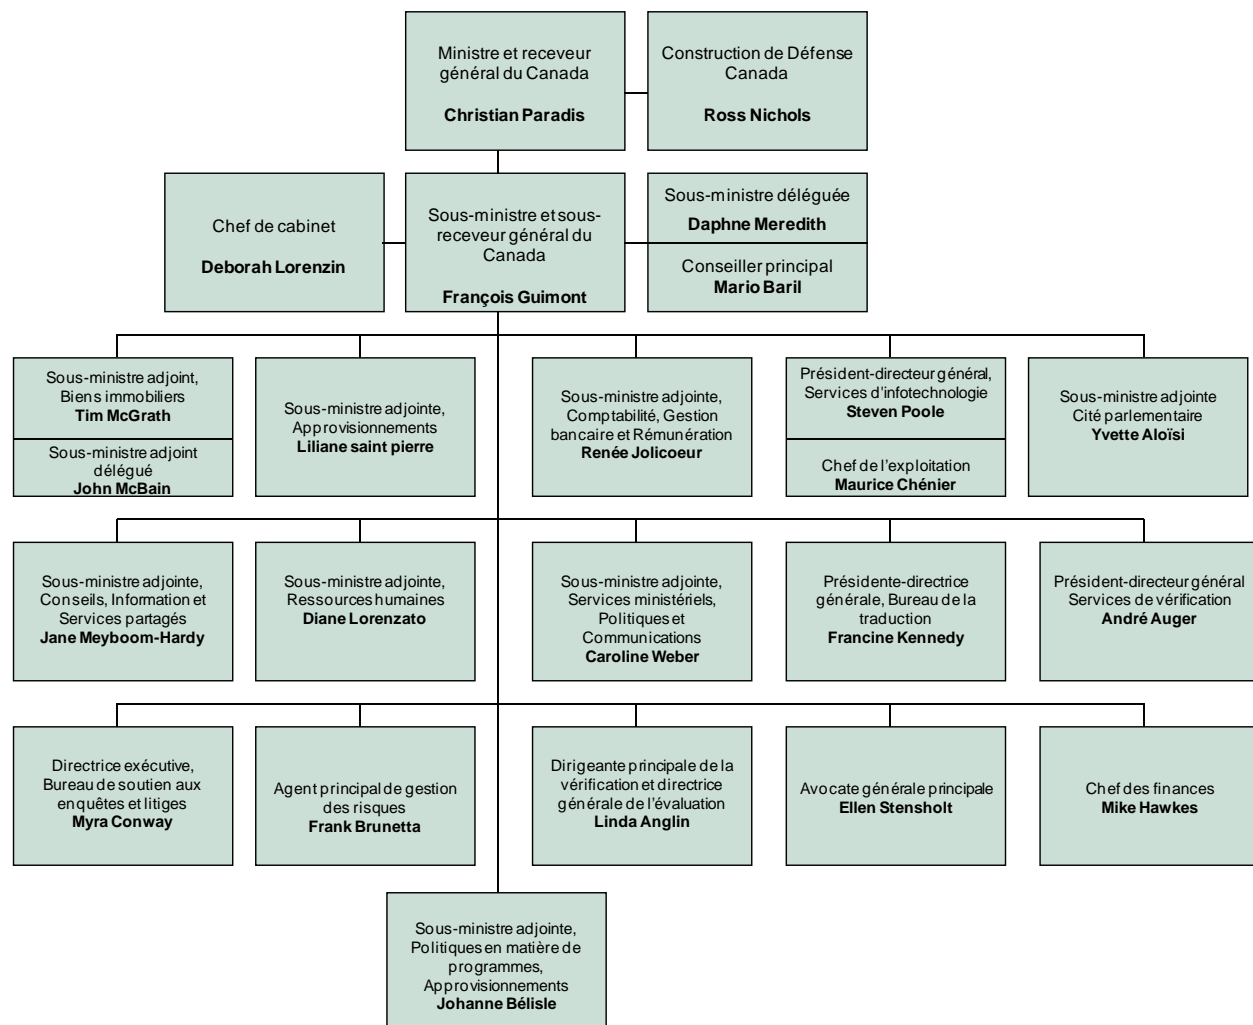 Ministre et receveur
général du Canada
Christian Paradis
Construction de Défense
Canada
Ross Nichols
Chef de cabinet
Deborah Lorenzin
Sous-ministre et sous-
receveur général du
Canada
François Guimont
Sous-ministre déléguée
Daphne Meredith
Conseiller principal
Mario Baril
Sous-ministre adjoint,
Biens immobiliers
Tim McGrath
Sous-ministre adjoint
délégué
John McBain
Sous-ministre adjointe,
Approvisionnements
Liliane saint pierre
Sous-ministre adjointe,
Comptabilité, Gestion
bancaire et Rémunération
Renée Jolicoeur
Président-directeur général,
Services d'infotechnologie
Steven Poole
Chef de l'exploitation
Maurice Chénier
Sous-ministre adjointe
Cité parlementaire
Yvette Aloïsi
Sous-ministre adjointe,
Conseils, Information et
Services partagés
Jane Meyboom-Hardy
Sous-ministre adjointe,
Ressources humaines
Diane Lorenzato
Sous-ministre adjointe,
Services ministériels,
Politiques et
Communications
Caroline Weber
Présidente-directrice
générale, Bureau de la
traduction
Francine Kennedy
Président-directeur général
Services de vérification
André Auger
Directrice exécutive,
Bureau de soutien aux
enquêtes et litiges
Myra Conway
Agent principal de gestion
des risques
Frank Brunetta
Dirigeante principale de la
vérification et directrice
générale de l'évaluation
Linda Anglin
Avocate générale principale
Ellen Stensholt
Chef des finances
Mike Hawkes
Sous-ministre adjointe,
Politiques en matière de
programmes,
Approvisionnements
Johanne Bélisle